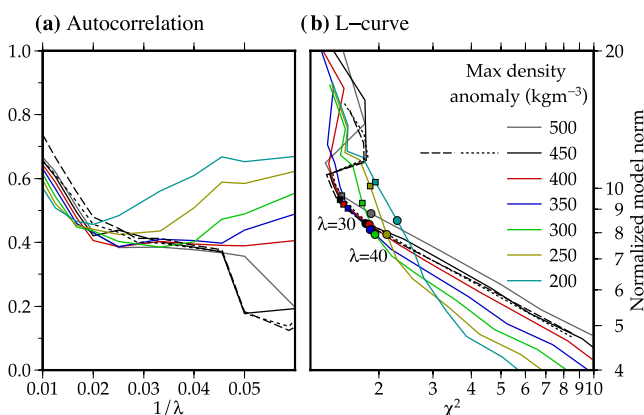 (a) Autocorrelation
(b) L−curve
1.0
0.8
0.6
0.4
0.2
0.0
0.01 0.02 0.03 0.04 0.05
1/λ
Max density
anomaly (kgm⁻³)
500
450
400
350
300
250
200
λ=30
λ=40
20
10
9
8
7
6
5
4
Normalized model norm
2 3 4 5 6 7 8 9 10
χ²